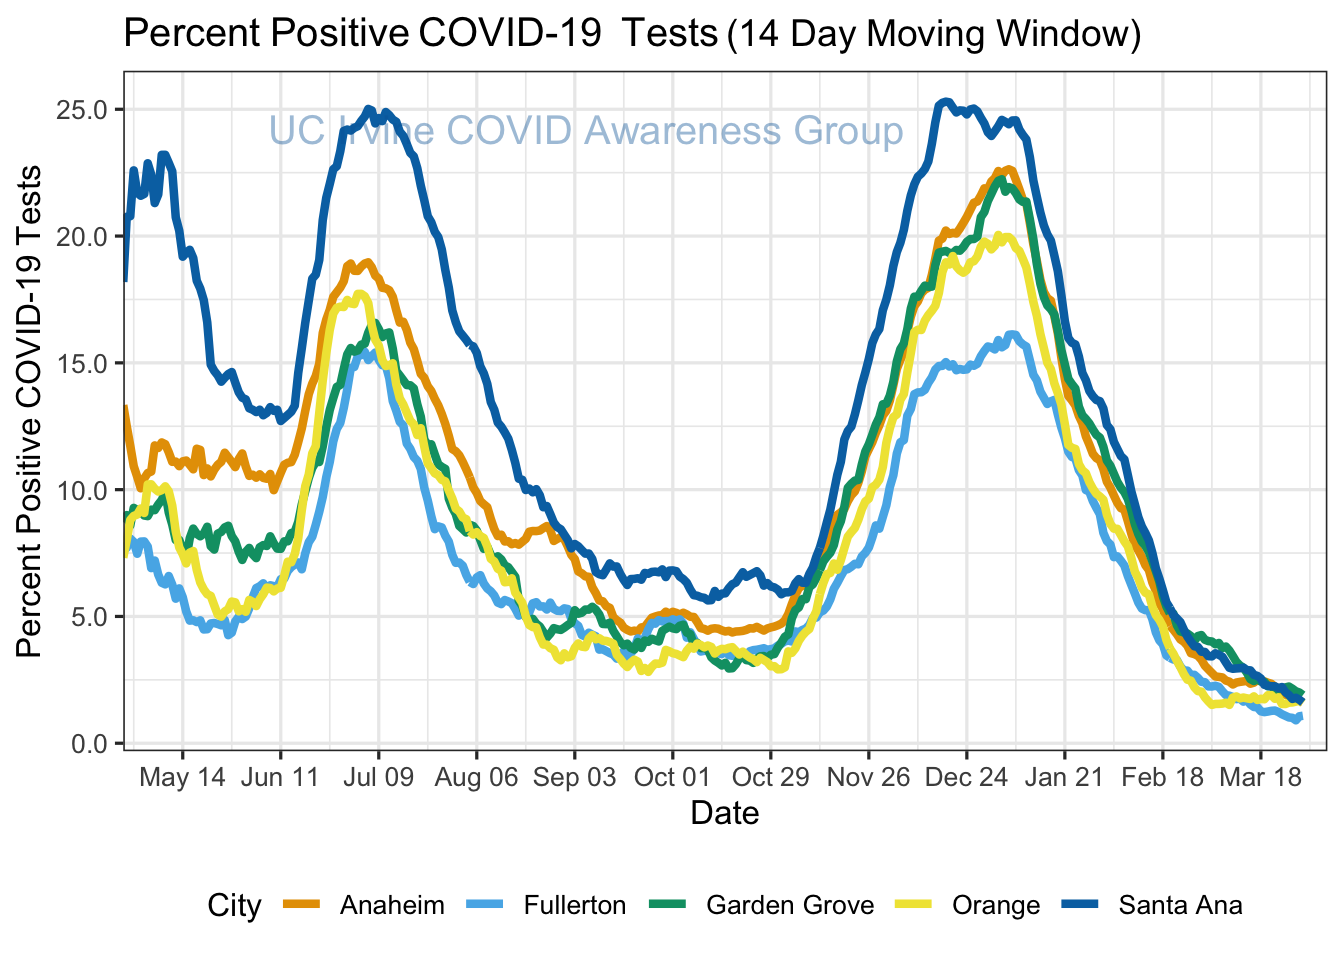 Percent Positive COVID-19 Tests (14 Day Moving Window)
UC Irvine COVID Awareness Group
Percent Positive COVID-19 Tests
25.0
20.0
15.0
10.0
5.0
0.0
May 14 Jun 11 Jul 09 Aug 06 Sep 03 Oct 01 Oct 29 Nov 26 Dec 24 Jan 21 Feb 18 Mar 18
Date
City Anaheim Fullerton Garden Grove Orange Santa Ana